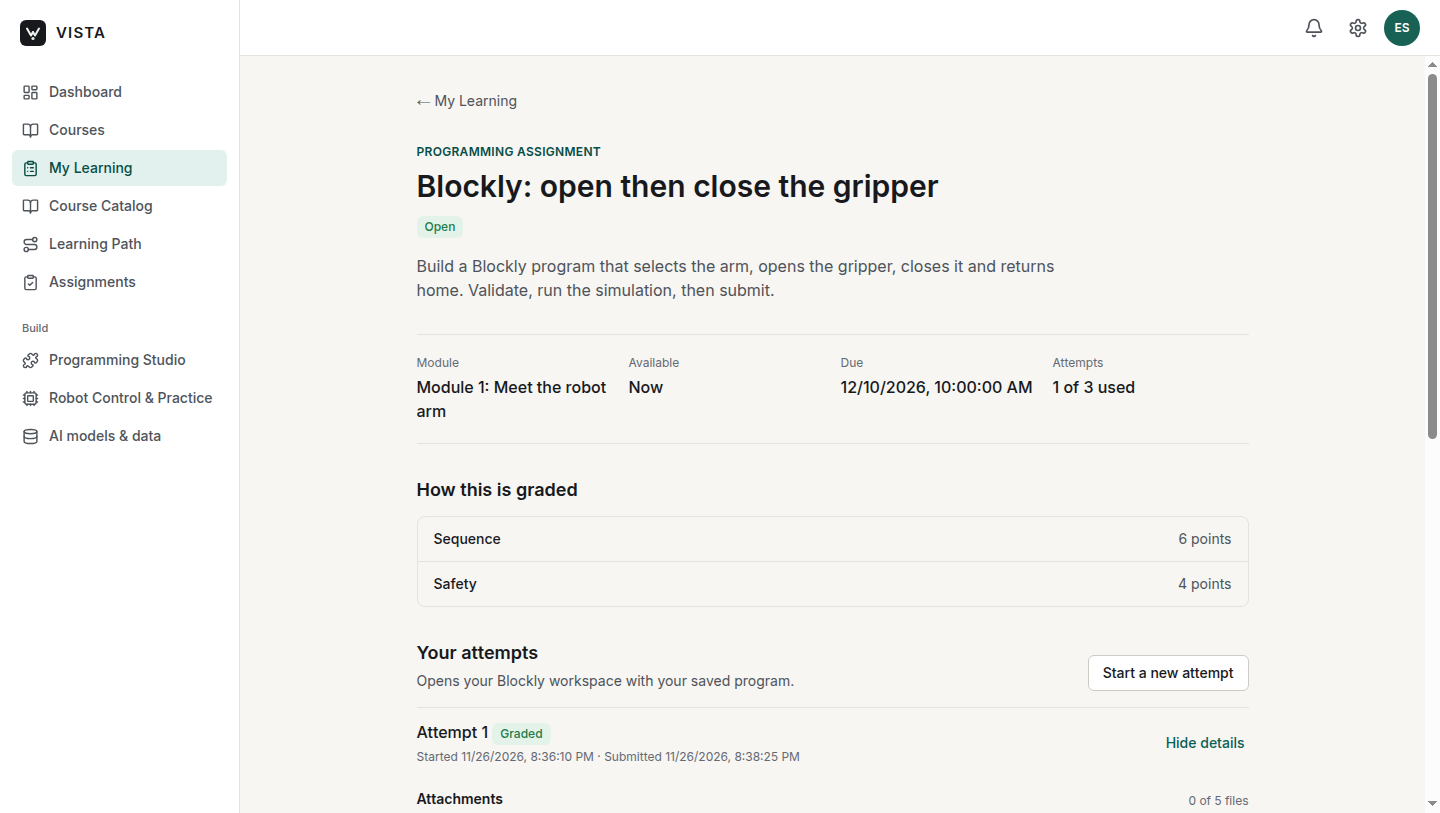 VISTA
ES
Dashboard
Courses
My Learning
Course Catalog
Learning Path
Assignments
Build
Programming Studio
Robot Control & Practice
AI models & data
← My Learning
PROGRAMMING ASSIGNMENT
Blockly: open then close the gripper
Open
Build a Blockly program that selects the arm, opens the gripper, closes it and returns
home. Validate, run the simulation, then submit.
Module
Module 1: Meet the robot
arm
Available
Now
Due
12/10/2026, 10:00:00 AM
Attempts
1 of 3 used
How this is graded
Sequence
6 points
Safety
4 points
Your attempts
Opens your Blockly workspace with your saved program.
Start a new attempt
Attempt 1 Graded
Started 11/26/2026, 8:36:10 PM · Submitted 11/26/2026, 8:38:25 PM
Hide details
Attachments
0 of 5 files